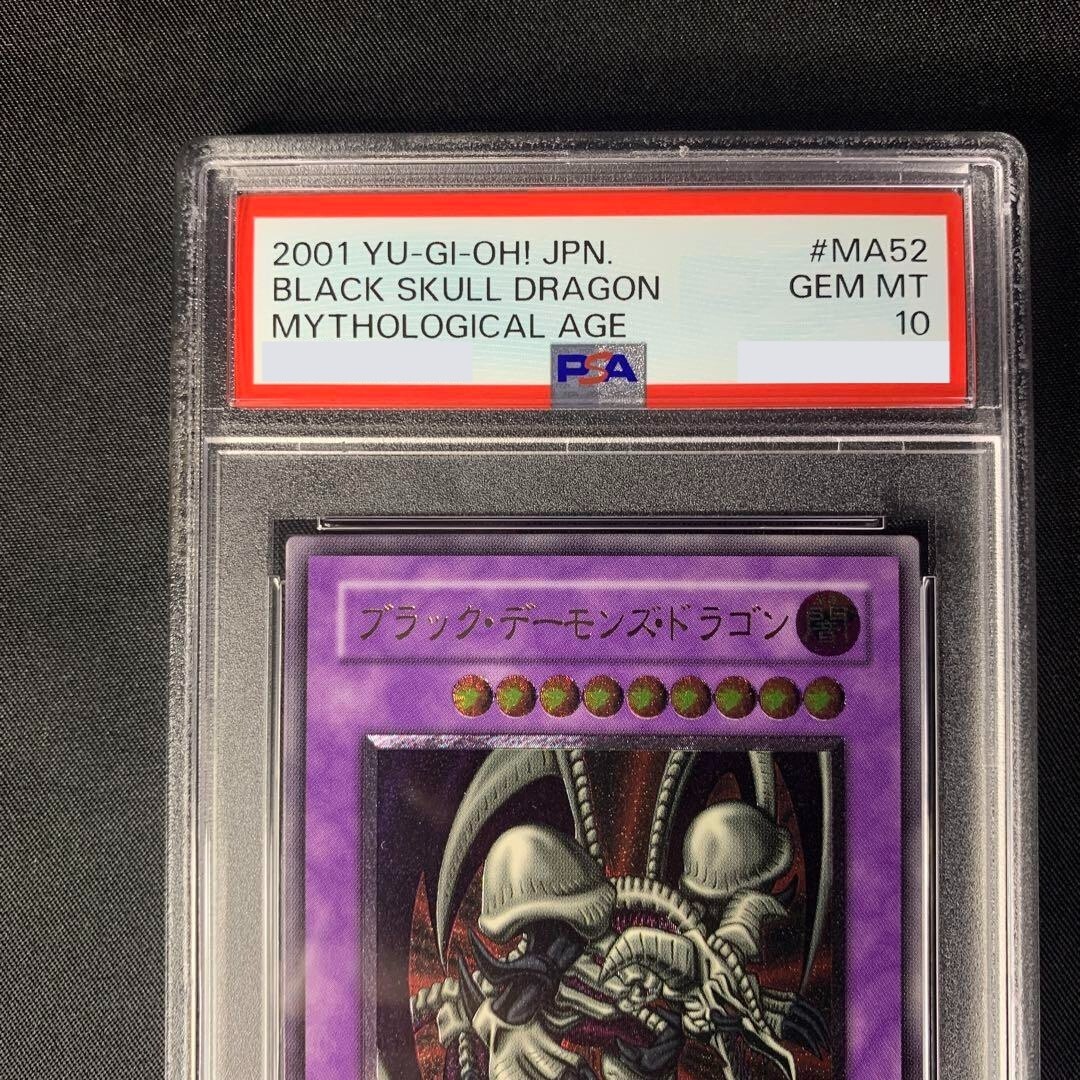 2001 YU-GI-OH! JPN. #MA52
BLACK SKULL DRAGON GEM MT
MYTHOLOGICAL AGE 10
PSA
ブラック・デーモンズ・ドラゴン 闇